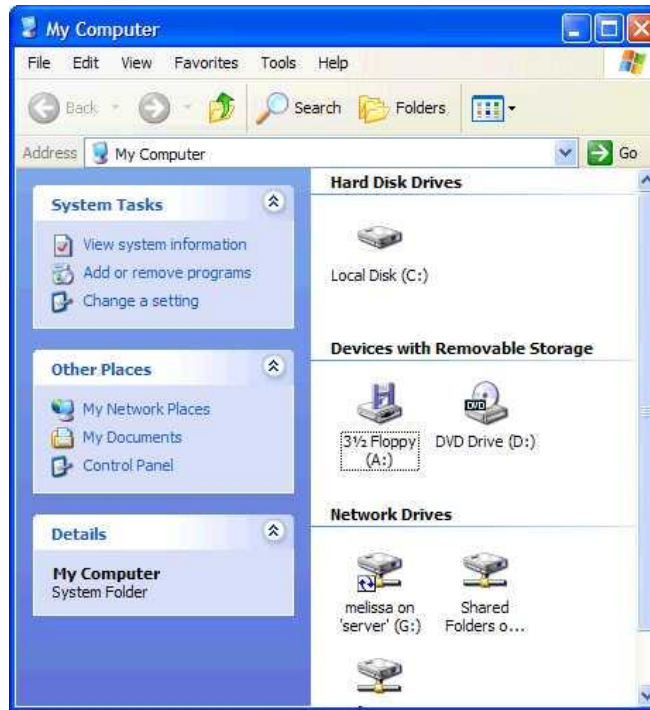 My Computer
File Edit View Favorites Tools Help
Back Search Folders
Address My Computer Go
System Tasks
View system information
Add or remove programs
Change a setting
Other Places
My Network Places
My Documents
Control Panel
Details
My Computer
System Folder
Hard Disk Drives
Local Disk (C:)
Devices with Removable Storage
3½ Floppy
(A:)
DVD
DVD Drive (D:)
Network Drives
melissa on
'server' (G:)
Shared
Folders o...